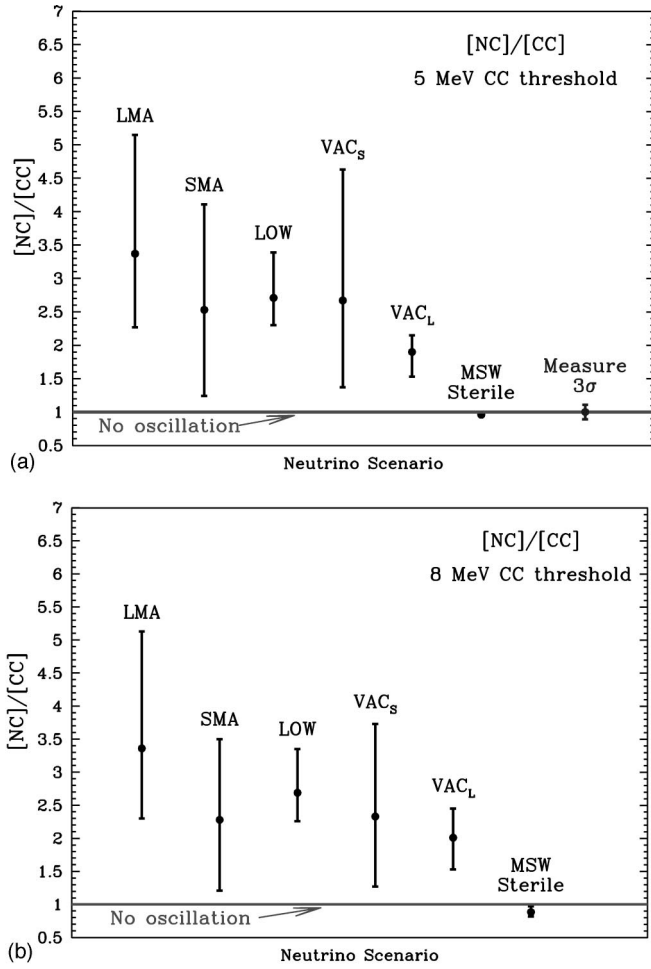 7
6.5
6
5.5
5
4.5
4
3.5
3
2.5
2
1.5
1
0.5
[NC]/[CC]
[NC]/[CC]
5 MeV CC threshold
LMA
SMA
LOW
VAC_S
VAC_L
MSW
Sterile
Measure
3σ
No oscillation
(a)
Neutrino Scenario
7
6.5
6
5.5
5
4.5
4
3.5
3
2.5
2
1.5
1
0.5
[NC]/[CC]
[NC]/[CC]
8 MeV CC threshold
LMA
SMA
LOW
VAC_S
VAC_L
MSW
Sterile
No oscillation
(b)
Neutrino Scenario